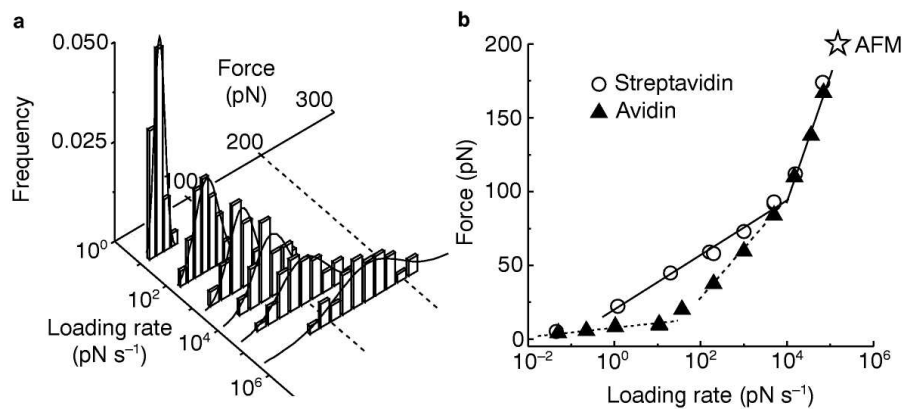 a
0.050
0.025
Frequency
Force
(pN)
300
200
100
10⁰
10²
10⁴
10⁶
Loading rate
(pN s⁻¹)
b
200
150
100
50
0
Force (pN)
AFM
Streptavidin
Avidin
10⁻²
10⁰
10²
10⁴
10⁶
Loading rate (pN s⁻¹)